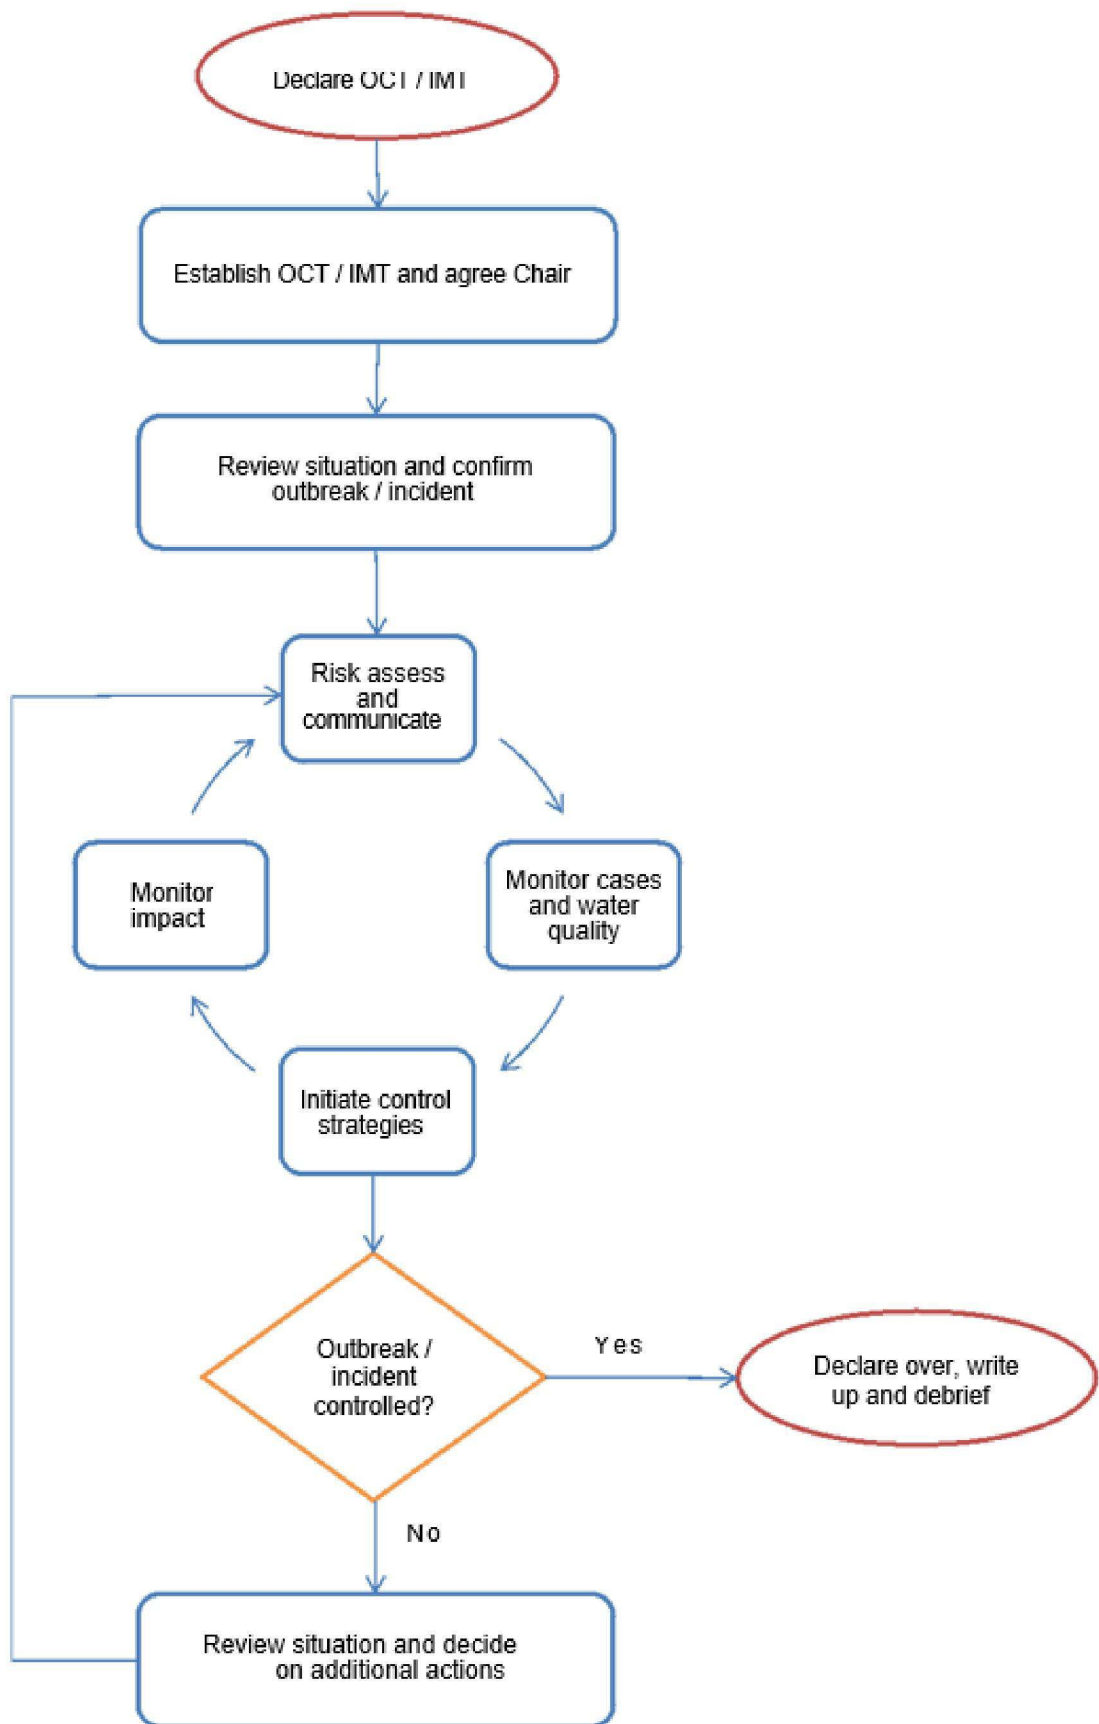 Declare OCT / IMT
Establish OCT / IMT and agree Chair
Review situation and confirm
outbreak / incident
Risk assess
and
communicate
Monitor
impact
Monitor cases
and water
quality
Initiate control
strategies
Outbreak /
incident
controlled?
Yes
Declare over, write
up and debrief
No
Review situation and decide
on additional actions